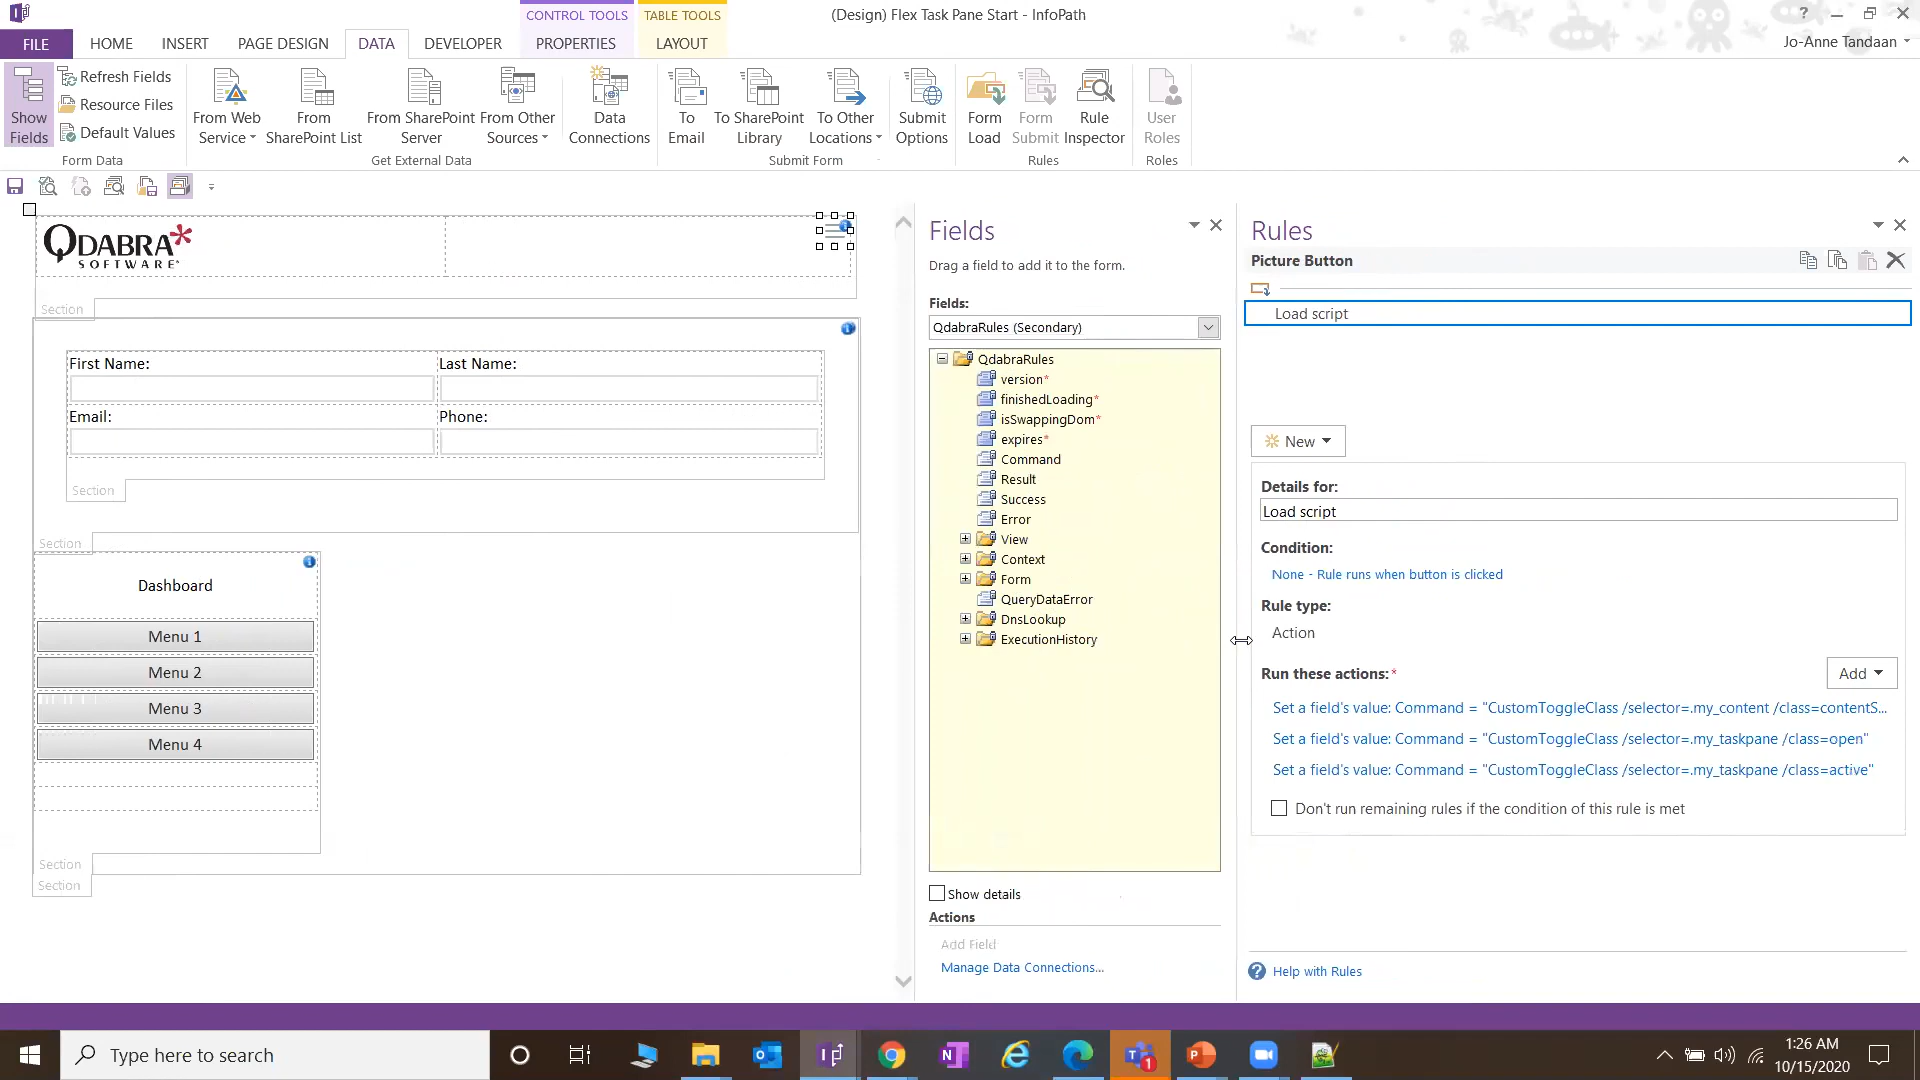 CONTROL TOOLS
TABLE TOOLS
(Design) Flex Task Pane Start - InfoPath
?
FILE
HOME
INSERT
PAGE DESIGN
DATA
DEVELOPER
PROPERTIES
LAYOUT
Jo-Anne Tandaan
Show Fields
Refresh Fields
Resource Files
Default Values
Form Data
From Web Service
From SharePoint List
From SharePoint Server
From Other Sources
Data Connections
Get External Data
To Email
To SharePoint Library
To Other Locations
Submit Options
Submit Form
Form Load
Form Submit
Rule Inspector
Rules
User Roles
Roles
QDABRA
SOFTWARE
Section
First Name:
Last Name:
Email:
Phone:
Section
Section
Dashboard
Menu 1
Menu 2
Menu 3
Menu 4
Section
Section
Fields
Drag a field to add it to the form.
Fields:
QdabraRules (Secondary)
QdabraRules
version*
finishedLoading*
isSwappingDom*
expires*
Command
Result
Success
Error
View
Context
Form
QueryDataError
DnsLookup
ExecutionHistory
Show details
Actions
Add Field
Manage Data Connections...
Rules
Picture Button
Load script
New
Details for:
Load script
Condition:
None - Rule runs when button is clicked
Rule type:
Action
Run these actions:*
Add
Set a field's value: Command = "CustomToggleClass /selector=.my_content /class=contentS...
Set a field's value: Command = "CustomToggleClass /selector=.my_taskpane /class=open"
Set a field's value: Command = "CustomToggleClass /selector=.my_taskpane /class=active"
Don't run remaining rules if the condition of this rule is met
Help with Rules
Type here to search
1
1:26 AM
10/15/2020